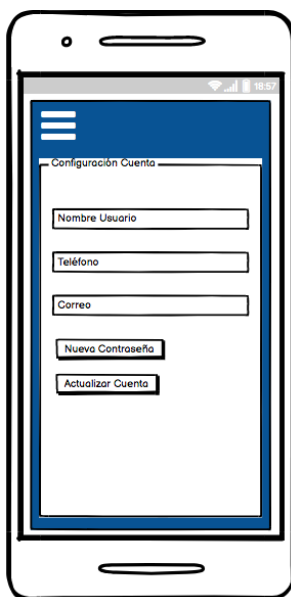 18:57
Configuración Cuenta
Nombre Usuario
Teléfono
Correo
Nueva Contraseña
Actualizar Cuenta